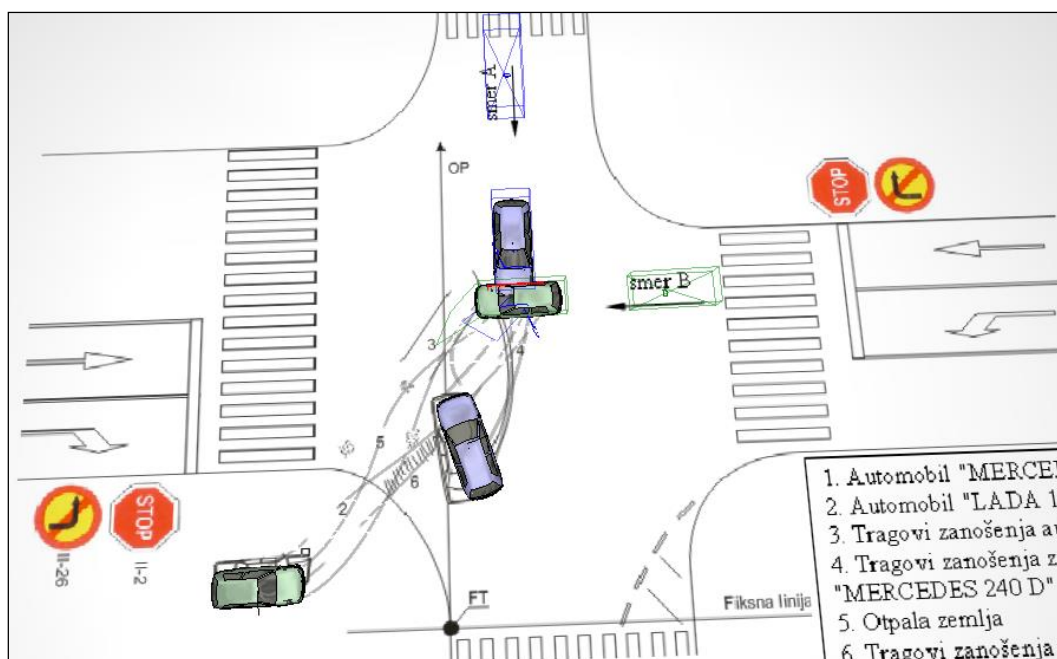 smer A
OP
STOP
smer B
3
4
5
6
2
STOP
II-26
II-2
FT
Fiksna linija
1. Automobil "MERCE
2. Automobil "LADA 1
3. Tragovi zanošenja a
4. Tragovi zanošenja z
"MERCEDES 240 D"
5. Otpala zemlja
6. Tragovi zanošenja